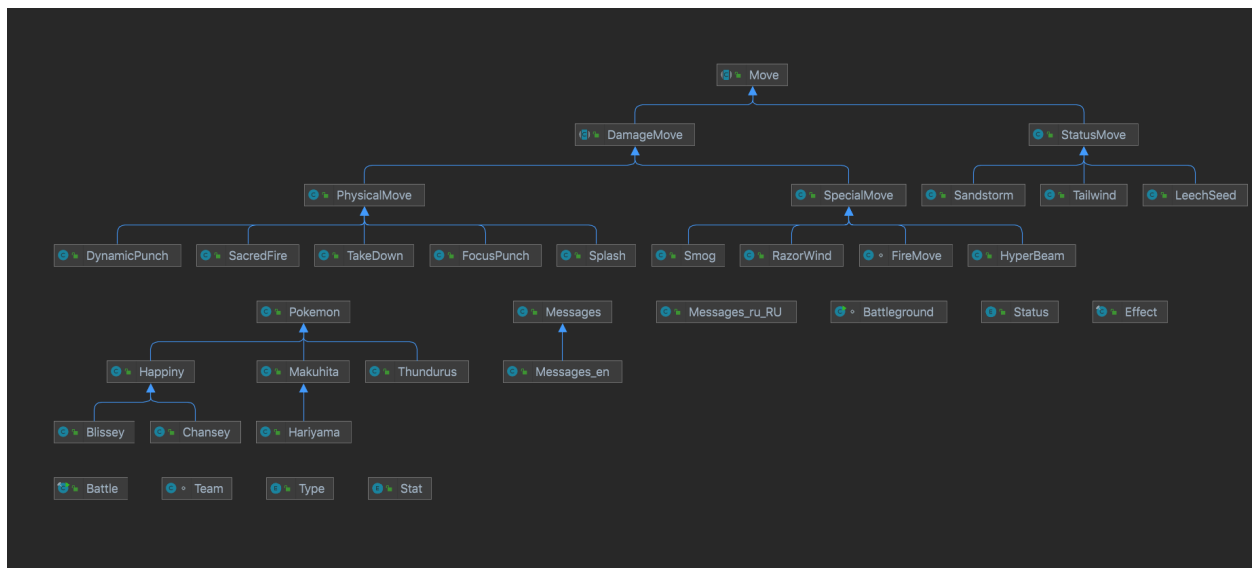 Move
DamageMove StatusMove
PhysicalMove SpecialMove Sandstorm Tailwind LeechSeed
DynamicPunch SacredFire TakeDown FocusPunch Splash Smog RazorWind FireMove HyperBeam
Pokemon Messages Messages_ru_RU Battleground Status Effect
Happiny Makuhita Thundurus Messages_en
Blissey Chansey Hariyama
Battle Team Type Stat